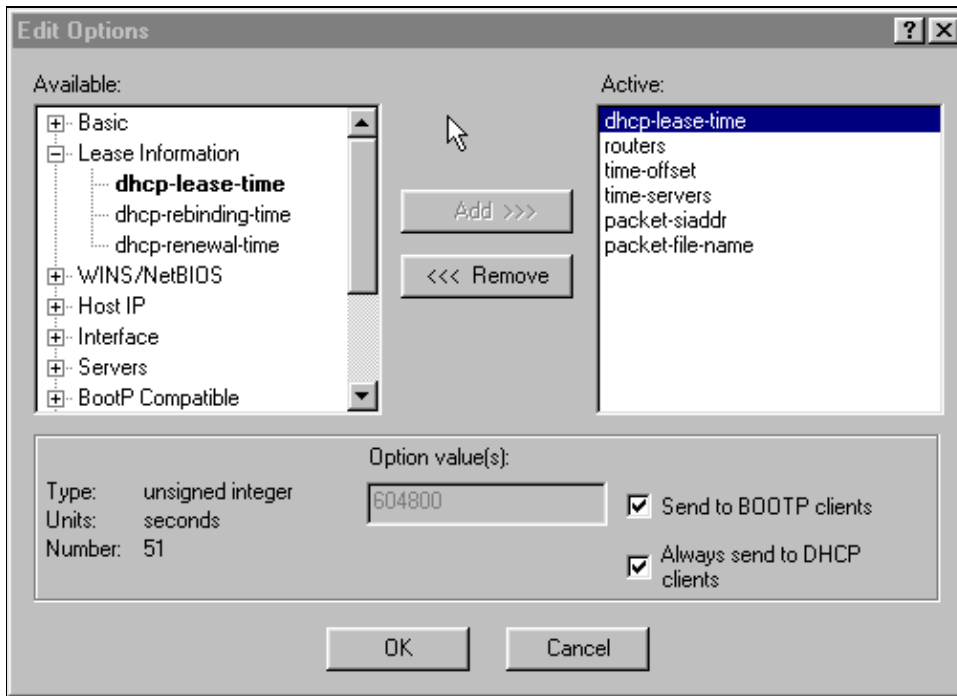 Edit Options
Available:
Active:
Basic
Lease Information
dhcp-lease-time
dhcp-rebinding-time
dhcp-renewal-time
WINS/NetBIOS
Host IP
Interface
Servers
BootP Compatible
Add >>>
<<< Remove
dhcp-lease-time
routers
time-offset
time-servers
packet-siaddr
packet-file-name
Type: unsigned integer
Units: seconds
Number: 51
Option value(s):
604800
Send to BOOTP clients
Always send to DHCP
clients
OK
Cancel